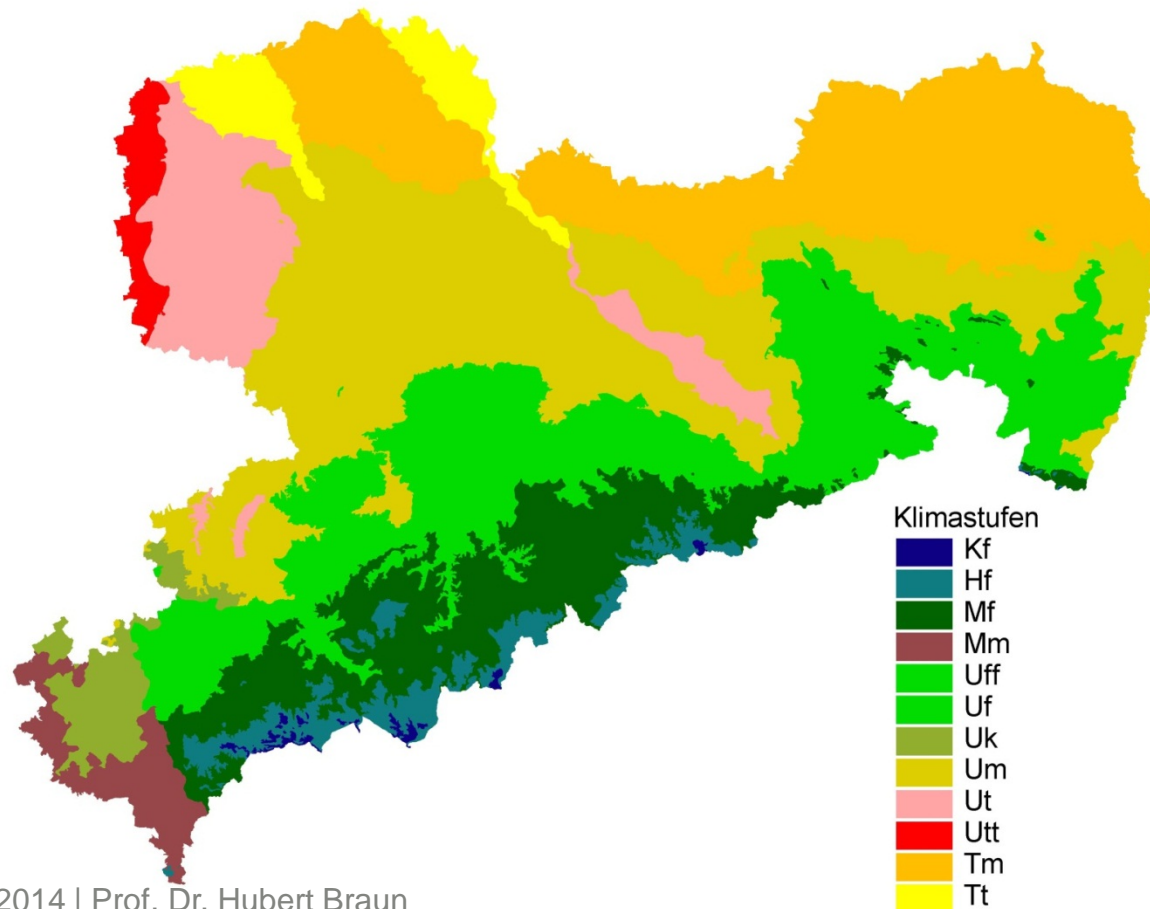 Klimastufen
Kf
Hf
Mf
Mm
Uff
Uf
Uk
Um
Ut
Utt
Tm
Tt
2014 | Prof. Dr. Hubert Braun